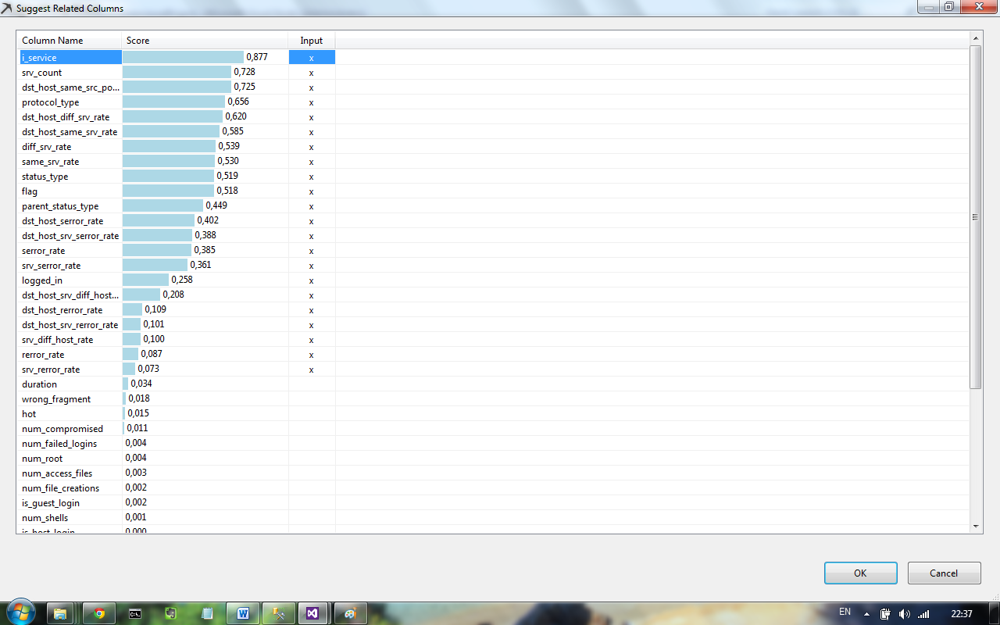 Suggest Related Columns
Column Name Score Input
i_service 0,877 x
srv_count 0,728 x
dst_host_same_src_po... 0,725 x
protocol_type 0,656 x
dst_host_diff_srv_rate 0,620 x
dst_host_same_srv_rate 0,585 x
diff_srv_rate 0,539 x
same_srv_rate 0,530 x
status_type 0,519 x
flag 0,518 x
parent_status_type 0,449 x
dst_host_serror_rate 0,402 x
dst_host_srv_serror_rate 0,388 x
serror_rate 0,385 x
srv_serror_rate 0,361 x
logged_in 0,258 x
dst_host_srv_diff_host... 0,208 x
dst_host_rerror_rate 0,109 x
dst_host_srv_rerror_rate 0,101 x
srv_diff_host_rate 0,100 x
rerror_rate 0,087 x
srv_rerror_rate 0,073 x
duration 0,034
wrong_fragment 0,018
hot 0,015
num_compromised 0,011
num_failed_logins 0,004
num_root 0,004
num_access_files 0,003
num_file_creations 0,002
is_guest_login 0,002
num_shells 0,001
is_host_login 0,000
OK Cancel
EN 22:37